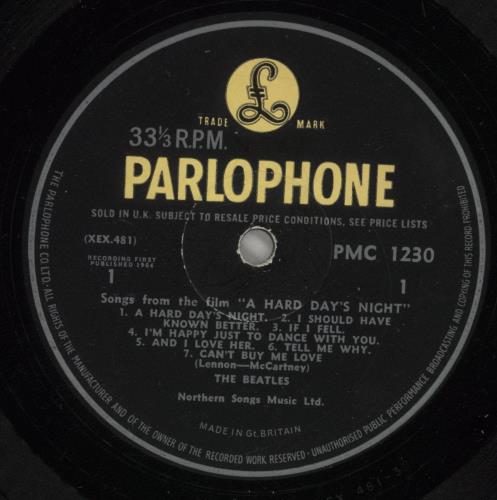 TRADE MARK
33⅓ R.P.M.
PARLOPHONE
SOLD IN U.K. SUBJECT TO RESALE PRICE CONDITIONS, SEE PRICE LISTS
(XEX.481)
PMC 1230
RECORDING FIRST
PUBLISHED 1964
1
1
Songs from the film "A HARD DAY'S NIGHT"
1. A HARD DAY'S NIGHT. 2. I SHOULD HAVE
KNOWN BETTER. 3. IF I FELL.
4. I'M HAPPY JUST TO DANCE WITH YOU.
5. AND I LOVE HER. 6. TELL ME WHY.
7. CAN'T BUY ME LOVE
(Lennon—McCartney)
THE BEATLES
Northern Songs Music Ltd.
MADE IN Gt. BRITAIN
THE PARLOPHONE CO. LTD. ALL RIGHTS OF THE MANUFACTURER AND OF THE OWNER OF THE RECORDED WORK RESERVED · UNAUTHORISED PUBLIC PERFORMANCE BROADCASTING AND COPYING OF THIS RECORD PROHIBITED